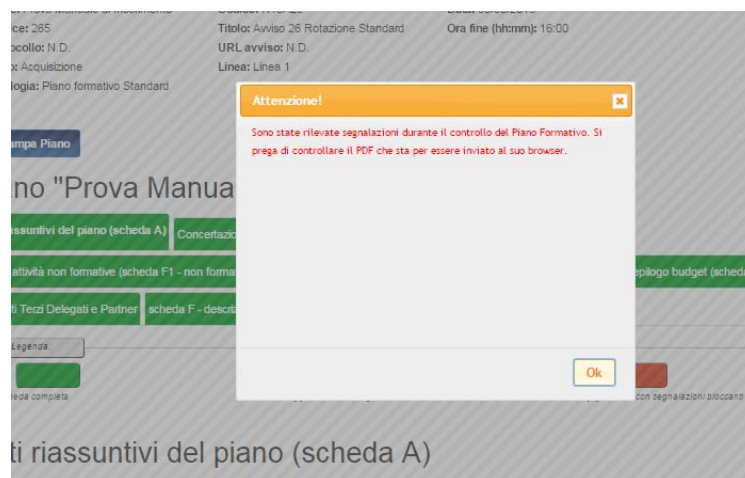 ce: 265
Titolo: Avviso 26 Rotazione Standard
Ora fine (hh:mm): 16:00
ocollo: N.D.
URL avviso: N.D.
o: Acquisizione
Linea: Linea 1
logia: Piano formativo Standard
Attenzione!
Sono state rilevate segnalazioni durante il controllo del Piano Formativo. Si
prega di controllare il PDF che sta per essere inviato al suo browser.
ampa Piano
no "Prova Manua
assuntivi del piano (scheda A)
Concertazio
attività non formative (scheda F1 - non forma
epilogo budget (sched
ti Terzi Delegati e Partner
scheda F - descriz
Legenda:
Ok
eda completa
con segnalazioni bloccanti
ti riassuntivi del piano (scheda A)